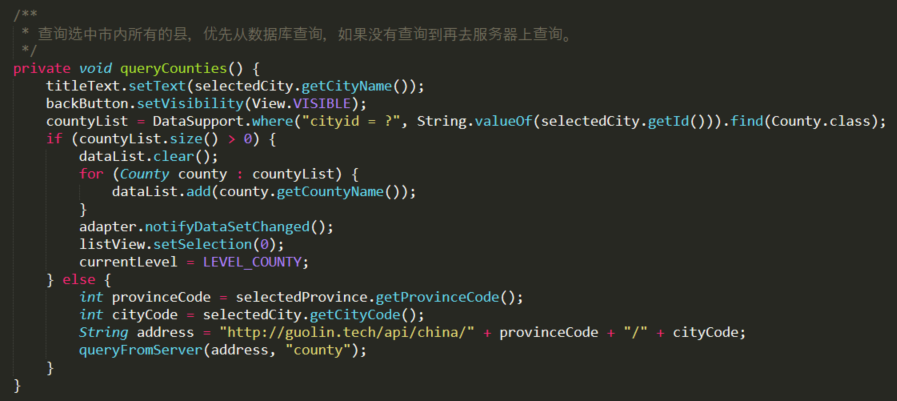 /**
 * 查询选中市内所有的县，优先从数据库查询，如果没有查询到再去服务器上查询。
 */
private void queryCounties() {
    titleText.setText(selectedCity.getCityName());
    backButton.setVisibility(View.VISIBLE);
    countyList = DataSupport.where("cityid = ?", String.valueOf(selectedCity.getId())).find(County.class);
    if (countyList.size() > 0) {
        dataList.clear();
        for (County county : countyList) {
            dataList.add(county.getCountyName());
        }
        adapter.notifyDataSetChanged();
        listView.setSelection(0);
        currentLevel = LEVEL_COUNTY;
    } else {
        int provinceCode = selectedProvince.getProvinceCode();
        int cityCode = selectedCity.getCityCode();
        String address = "http://guolin.tech/api/china/" + provinceCode + "/" + cityCode;
        queryFromServer(address, "county");
    }
}